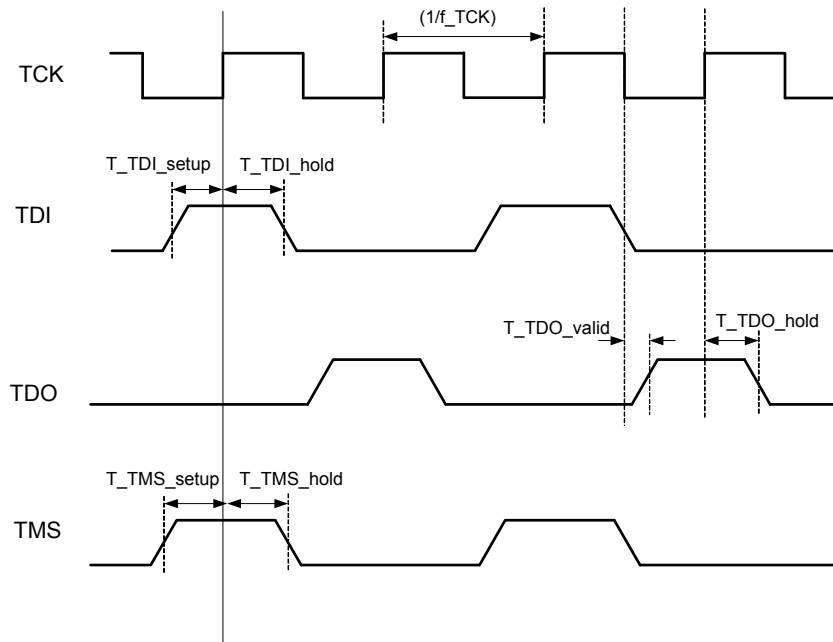 (1/f_TCK)
TCK
T_TDI_setup T_TDI_hold
TDI
T_TDO_valid T_TDO_hold
TDO
T_TMS_setup T_TMS_hold
TMS